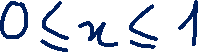 0 ≤ x ≤ 1